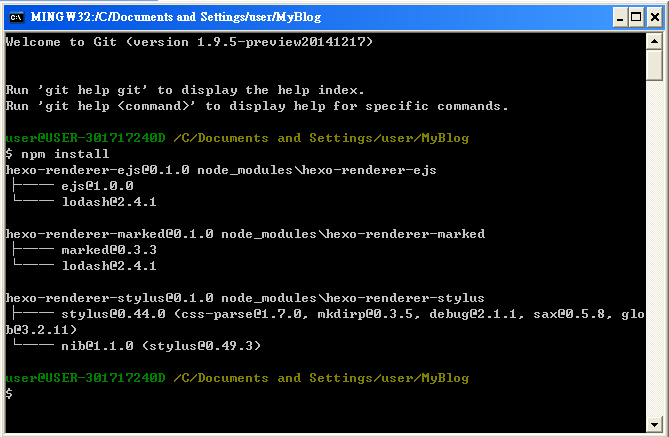 MINGW32:/C/Documents and Settings/user/MyBlog
Welcome to Git (version 1.9.5-preview20141217)
Run 'git help git' to display the help index.
Run 'git help <command>' to display help for specific commands.
user@USER-301717240D /C/Documents and Settings/user/MyBlog
$ npm install
hexo-renderer-ejs@0.1.0 node_modules\hexo-renderer-ejs
├──── ejs@1.0.0
└──── lodash@2.4.1
hexo-renderer-marked@0.1.0 node_modules\hexo-renderer-marked
├──── marked@0.3.3
└──── lodash@2.4.1
hexo-renderer-stylus@0.1.0 node_modules\hexo-renderer-stylus
├──── stylus@0.44.0 (css-parse@1.7.0, mkdirp@0.3.5, debug@2.1.1, sax@0.5.8, glo
b@3.2.11)
└──── nib@1.1.0 (stylus@0.49.3)
user@USER-301717240D /C/Documents and Settings/user/MyBlog
$